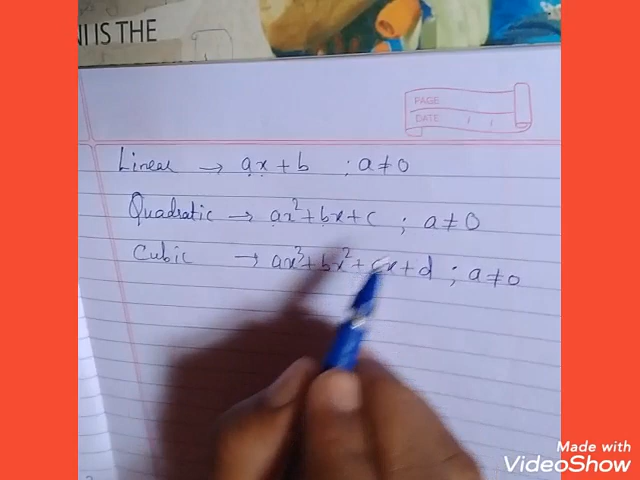 NI IS THE
PAGE
DATE / /
Linear → ax + b ; a ≠ 0
Quadratic → ax² + bx + c ; a ≠ 0
Cubic → ax³ + bx² + cx + d ; a ≠ 0
Made with
VideoShow